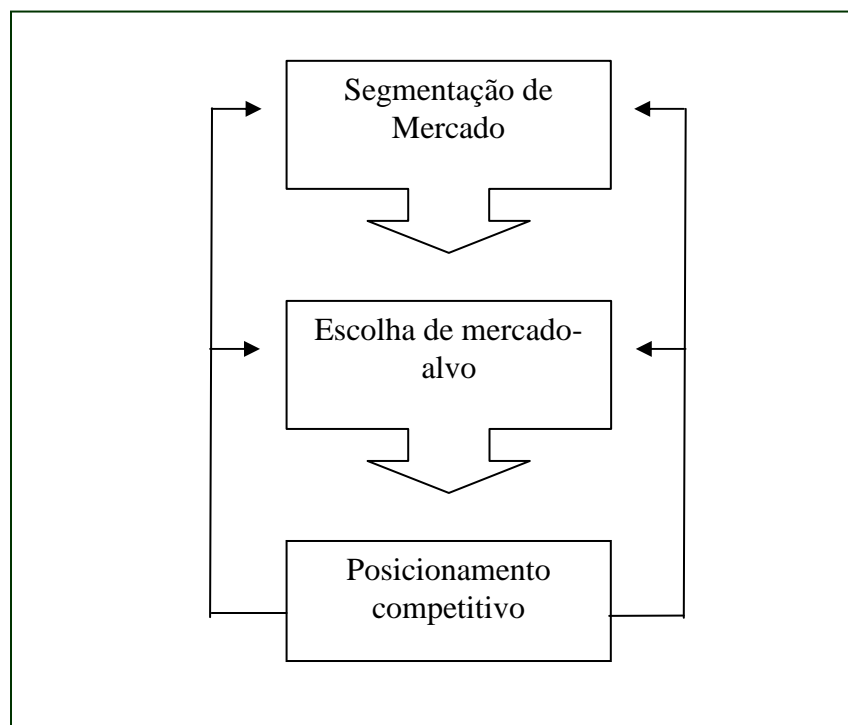 Segmentação de
Mercado
Escolha de mercado-
alvo
Posicionamento
competitivo